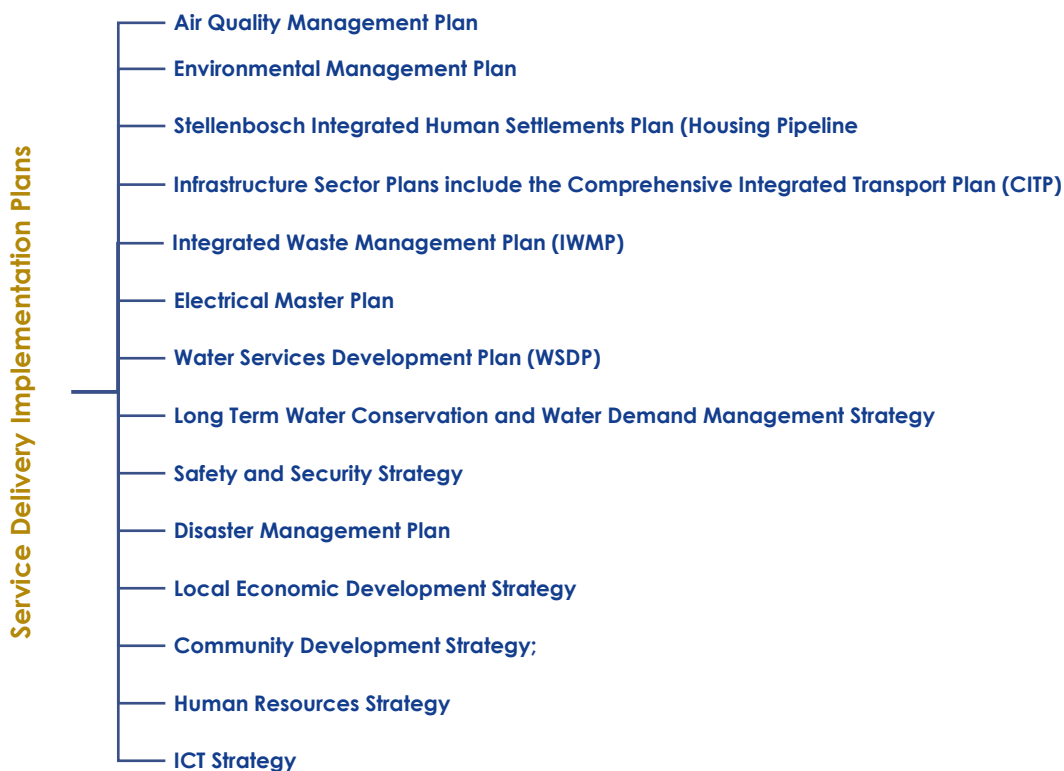 Service Delivery Implementation Plans
Air Quality Management Plan
Environmental Management Plan
Stellenbosch Integrated Human Settlements Plan (Housing Pipeline
Infrastructure Sector Plans include the Comprehensive Integrated Transport Plan (CITP)
Integrated Waste Management Plan (IWMP)
Electrical Master Plan
Water Services Development Plan (WSDP)
Long Term Water Conservation and Water Demand Management Strategy
Safety and Security Strategy
Disaster Management Plan
Local Economic Development Strategy
Community Development Strategy;
Human Resources Strategy
ICT Strategy